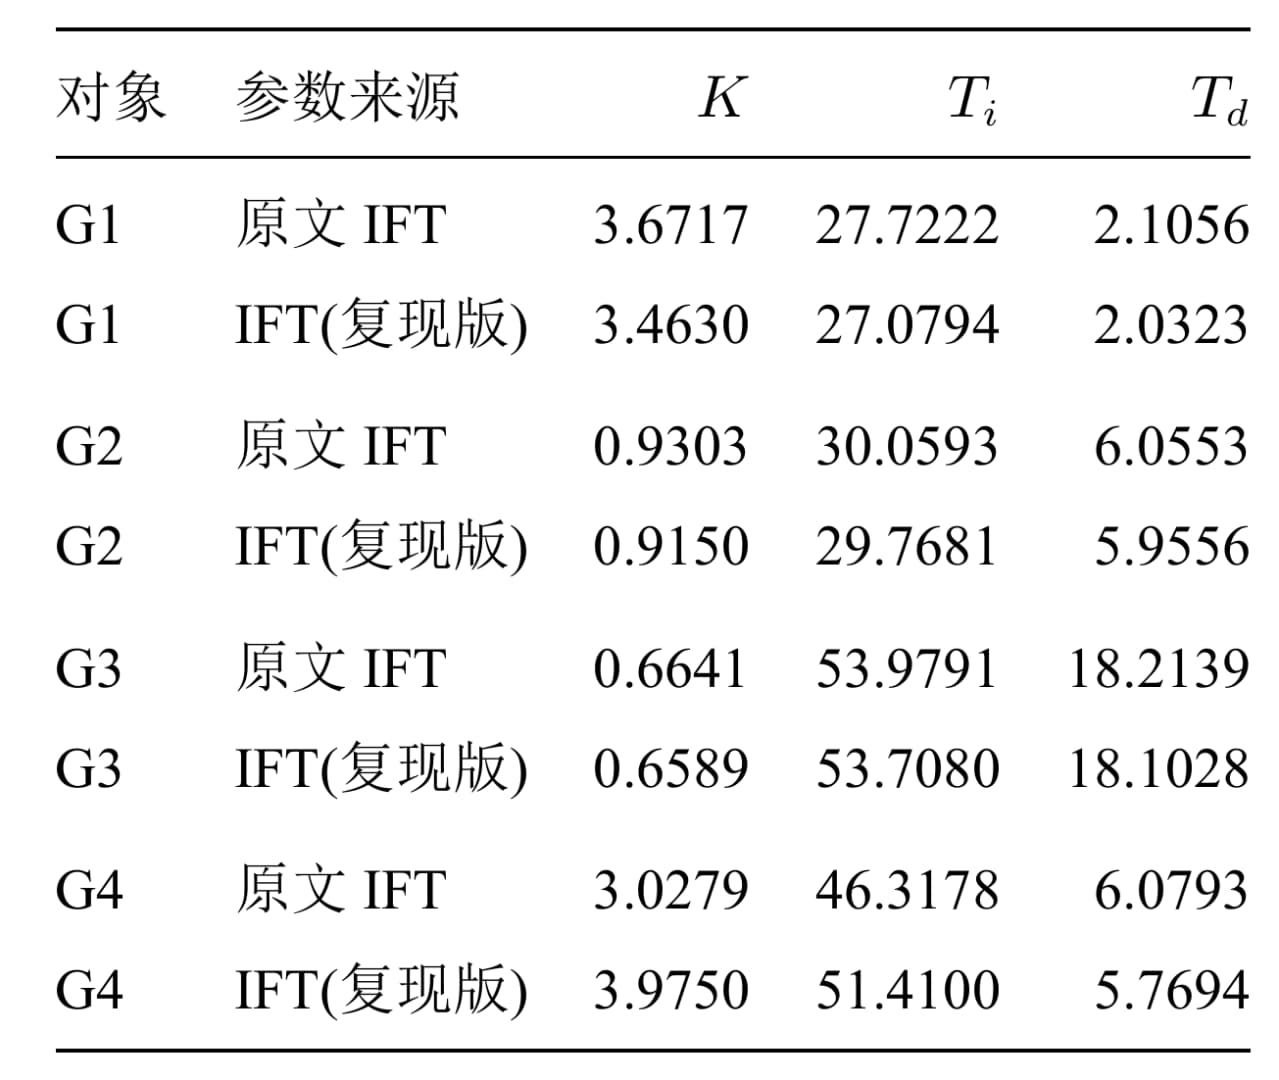 对象 参数来源 K T_i T_d
G1 原文 IFT 3.6717 27.7222 2.1056
G1 IFT(复现版) 3.4630 27.0794 2.0323
G2 原文 IFT 0.9303 30.0593 6.0553
G2 IFT(复现版) 0.9150 29.7681 5.9556
G3 原文 IFT 0.6641 53.9791 18.2139
G3 IFT(复现版) 0.6589 53.7080 18.1028
G4 原文 IFT 3.0279 46.3178 6.0793
G4 IFT(复现版) 3.9750 51.4100 5.7694